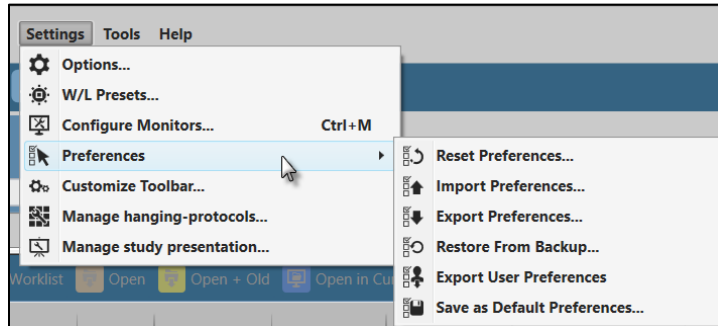 Settings Tools Help
Options...
W/L Presets...
Configure Monitors... Ctrl+M
Preferences
Customize Toolbar...
Manage hanging-protocols...
Manage study presentation...
Reset Preferences...
Import Preferences...
Export Preferences...
Restore From Backup...
Export User Preferences
Save as Default Preferences...
Worklist Open Open + Old Open in Cu